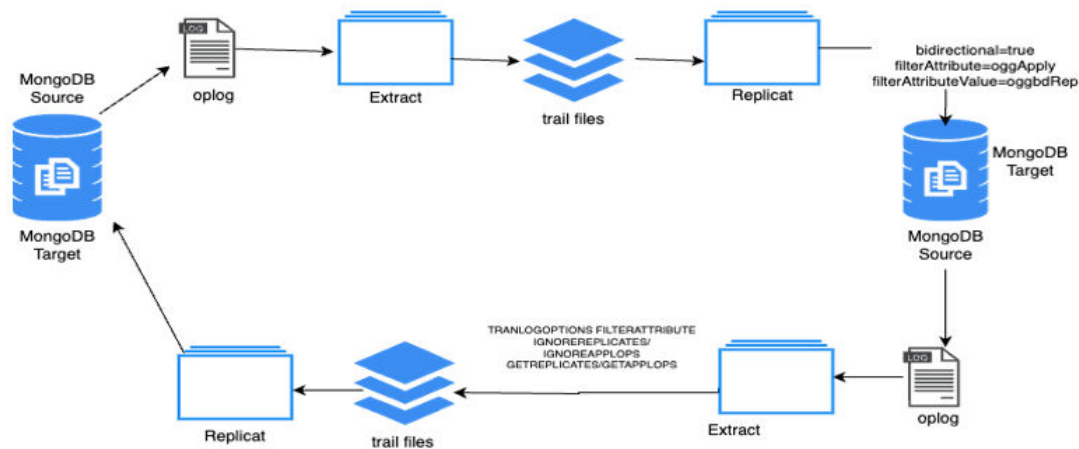 LOG
oplog
Extract
trail files
Replicat
bidirectional=true
filterAttribute=oggApply
filterAttributeValue=oggbdRep
MongoDB
Source
MongoDB
Target
MongoDB
Target
MongoDB
Source
TRANLOGOPTIONS FILTERATTRIBUTE
IGNOREREPLICATES/
IGNOREAPPLOPS
GETREPLICATES/GETAPPLOPS
Replicat
trail files
Extract
LOG
oplog